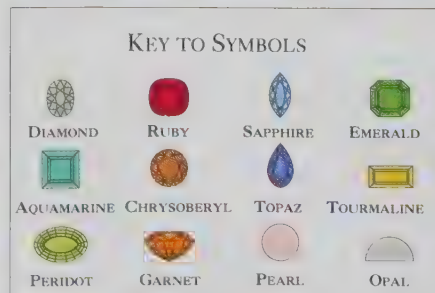 KEY TO SYMBOLS
DIAMOND RUBY SAPPHIRE EMERALD
AQUAMARINE CHRYSOBERYL TOPAZ TOURMALINE
PERIDOT GARNET PEARL OPAL